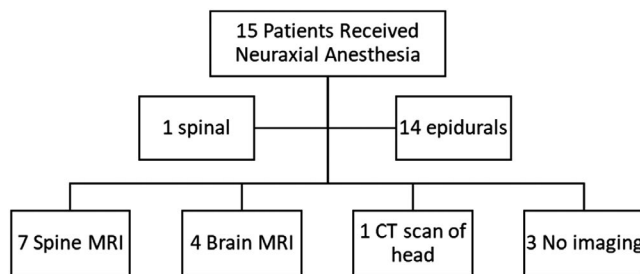 15 Patients Received
Neuraxial Anesthesia
1 spinal
14 epidurals
7 Spine MRI
4 Brain MRI
1 CT scan of
head
3 No imaging